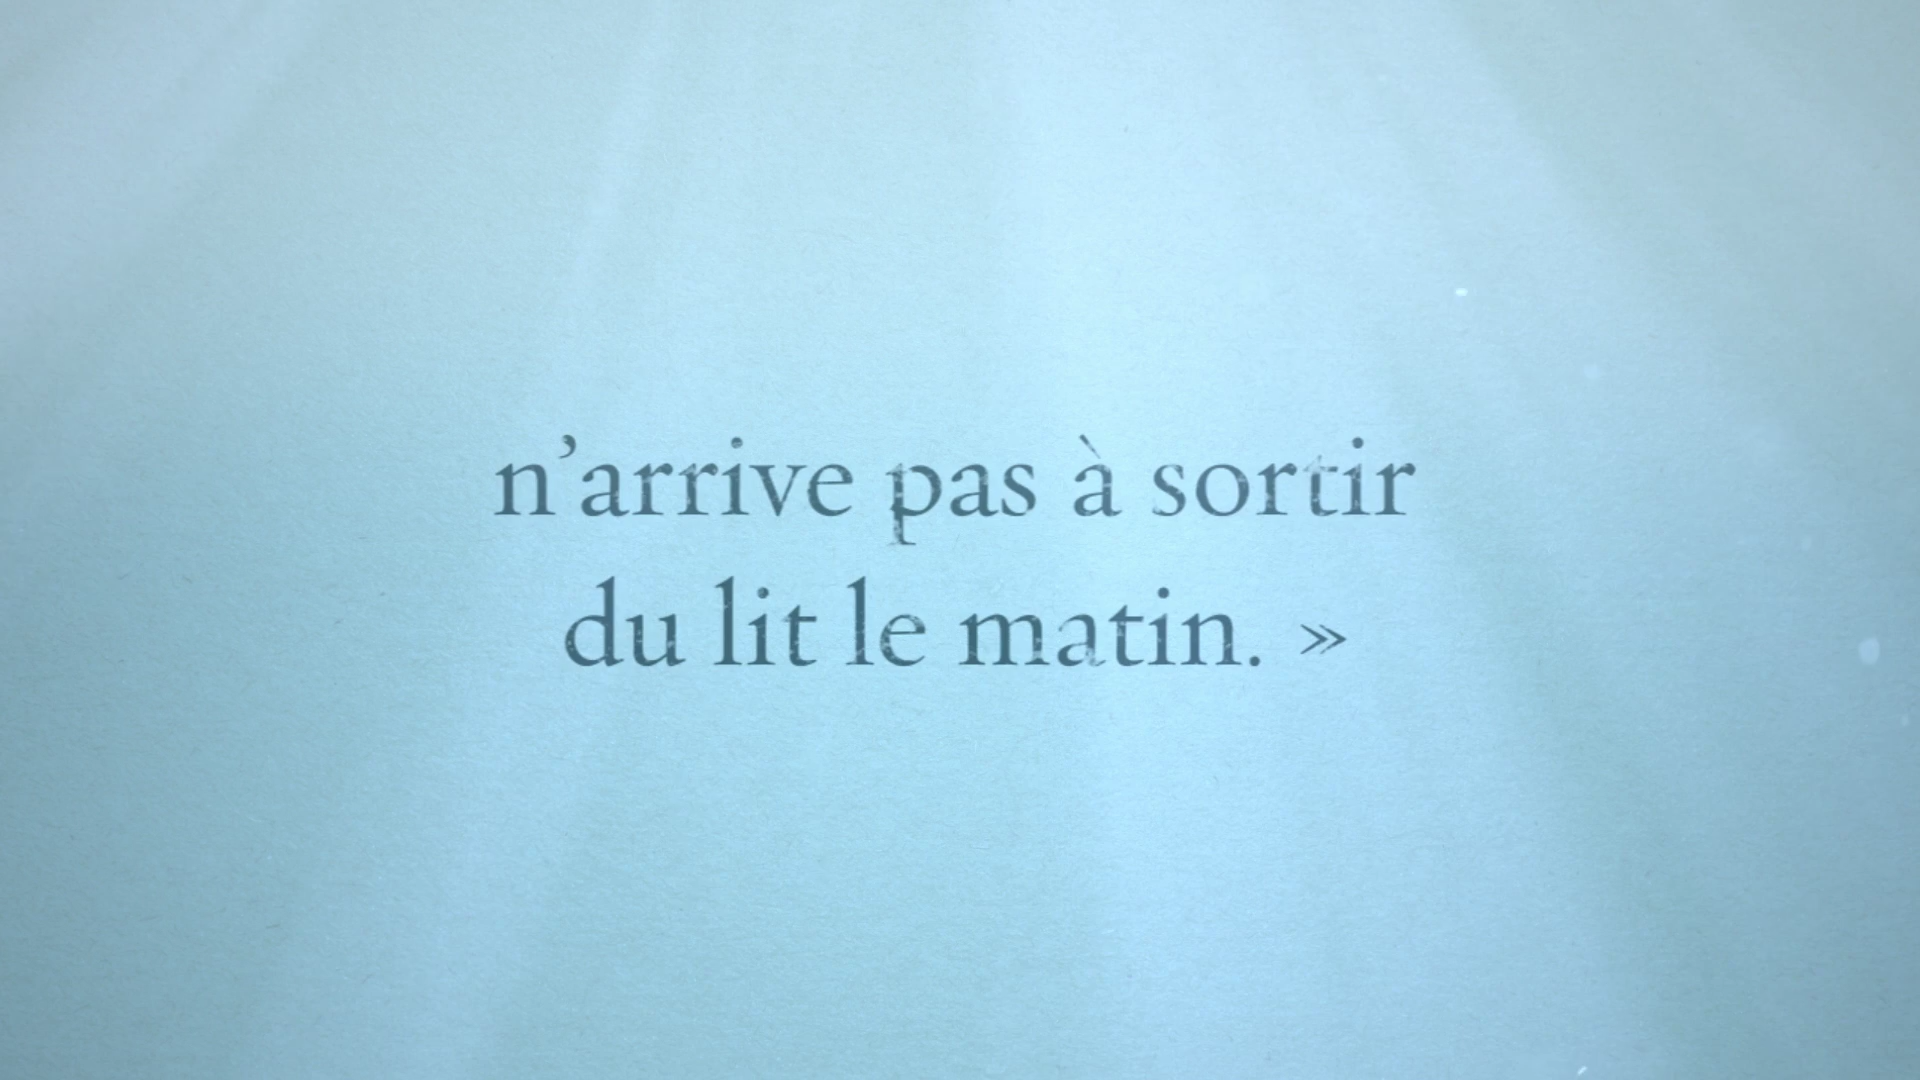 n’arrive pas à sortir
du lit le matin. »